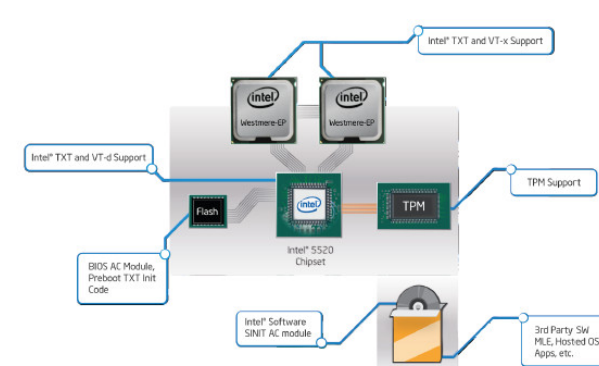 Intel® TXT and VT-x Support
intel
Westmere-EP
intel
Westmere-EP
Intel® TXT and VT-d Support
Flash
intel
TPM
TPM Support
Intel® 5520
Chipset
BIOS AC Module,
Preboot TXT Init
Code
Intel® Software
SINIT AC module
3rd Party SW
MLE, Hosted OS
Apps, etc.